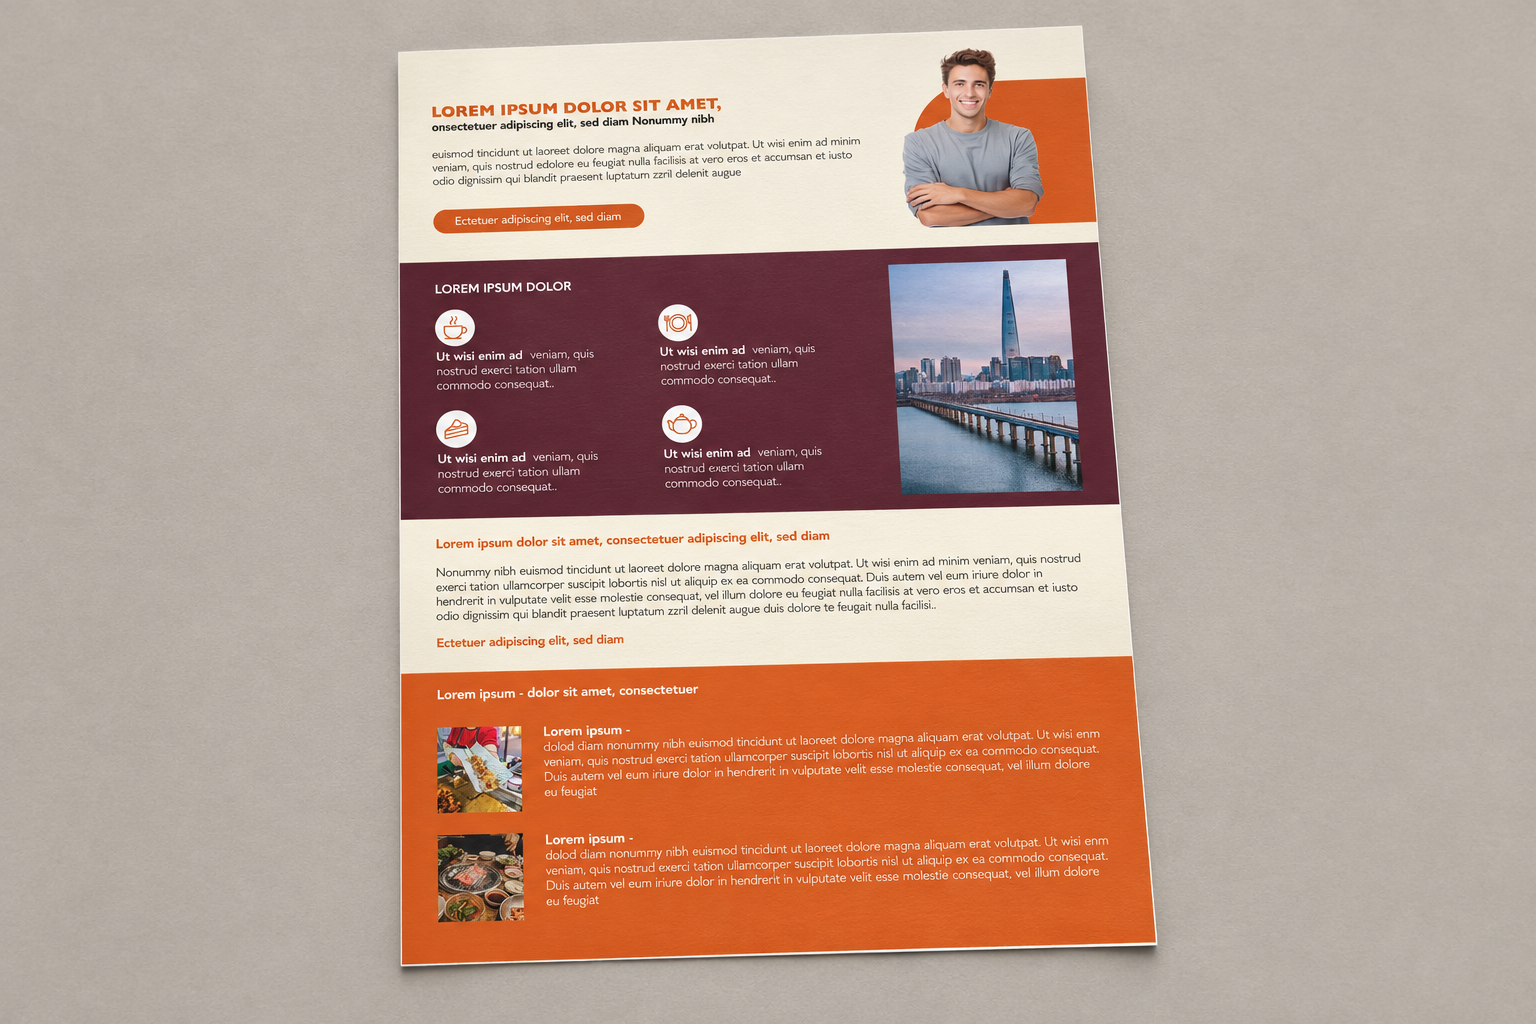 LOREM IPSUM DOLOR SIT AMET,
onsectetuer adipiscing elit, sed diam Nonummy nibh
euismod tincidunt ut laoreet dolore magna aliquam erat volutpat. Ut wisi enim ad minim
veniam, quis nostrud edolore eu feugiat nulla facilisis at vero eros et accumsan et iusto
odio dignissim qui blandit praesent luptatum zzril delenit augue
Ectetuer adipiscing elit, sed diam
LOREM IPSUM DOLOR
Ut wisi enim ad veniam, quis
nostrud exerci tation ullam
commodo consequat..
Ut wisi enim ad veniam, quis
nostrud exerci tation ullam
commodo consequat..
Ut wisi enim ad veniam, quis
nostrud exerci tation ullam
commodo consequat..
Ut wisi enim ad veniam, quis
nostrud exerci tation ullam
commodo consequat..
Lorem ipsum dolor sit amet, consectetuer adipiscing elit, sed diam
Nonummy nibh euismod tincidunt ut laoreet dolore magna aliquam erat volutpat. Ut wisi enim ad minim veniam, quis nostrud
exerci tation ullamcorper suscipit lobortis nisl ut aliquip ex ea commodo consequat. Duis autem vel eum iriure dolor in
hendrerit in vulputate velit esse molestie consequat, vel illum dolore eu feugiat nulla facilisis at vero eros et accumsan et iusto
odio dignissim qui blandit praesent luptatum zzril delenit augue duis dolore te feugait nulla facilisi..
Ectetuer adipiscing elit, sed diam
Lorem ipsum - dolor sit amet, consectetuer
Lorem ipsum -
dolod diam nonummy nibh euismod tincidunt ut laoreet dolore magna aliquam erat volutpat. Ut wisi enm
veniam, quis nostrud exerci tation ullamcorper suscipit lobortis nisl ut aliquip ex ea commodo consequat.
Duis autem vel eum iriure dolor in hendrerit in vulputate velit esse molestie consequat, vel illum dolore
eu feugiat
Lorem ipsum -
dolod diam nonummy nibh euismod tincidunt ut laoreet dolore magna aliquam erat volutpat. Ut wisi enm
veniam, quis nostrud exerci tation ullamcorper suscipit lobortis nisl ut aliquip ex ea commodo consequat.
Duis autem vel eum iriure dolor in hendrerit in vulputate velit esse molestie consequat, vel illum dolore
eu feugiat